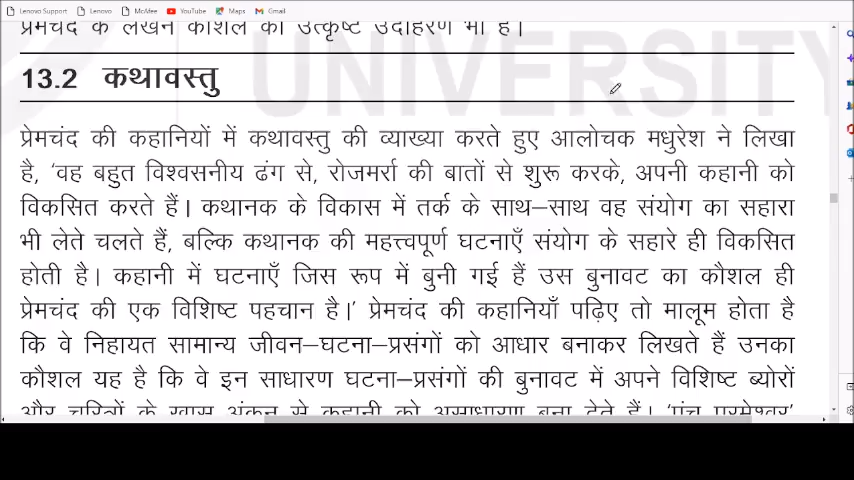 Lenovo Support Lenovo McAfee YouTube Maps Gmail
प्रेमचंद के लेखन कौशल का उत्कृष्ट उदाहरण भी है।
UNIVERSITY
13.2 कथावस्तु
प्रेमचंद की कहानियों में कथावस्तु की व्याख्या करते हुए आलोचक मधुरेश ने लिखा
है, ‘वह बहुत विश्वसनीय ढंग से, रोजमर्रा की बातों से शुरू करके, अपनी कहानी को
विकसित करते हैं। कथानक के विकास में तर्क के साथ–साथ वह संयोग का सहारा
भी लेते चलते हैं, बल्कि कथानक की महत्त्वपूर्ण घटनाएँ संयोग के सहारे ही विकसित
होती है। कहानी में घटनाएँ जिस रूप में बुनी गई हैं उस बुनावट का कौशल ही
प्रेमचंद की एक विशिष्ट पहचान है।’ प्रेमचंद की कहानियाँ पढ़िए तो मालूम होता है
कि वे निहायत सामान्य जीवन–घटना–प्रसंगों को आधार बनाकर लिखते हैं उनका
कौशल यह है कि वे इन साधारण घटना–प्रसंगों की बुनावट में अपने विशिष्ट ब्योरों
और चरित्रों के खास अंकन से कहानी को असाधारण बना देते हैं। ‘पंच परमेश्वर’